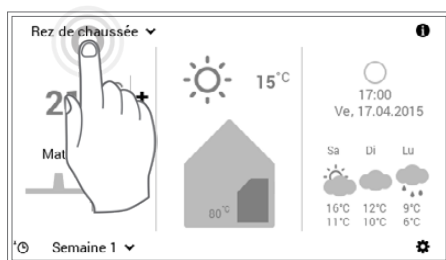 Rez de chaussée
15°C
17:00
Ve, 17.04.2015
Sa Di Lu
80°C
16°C 12°C 9°C
11°C 10°C 6°C
Semaine 1